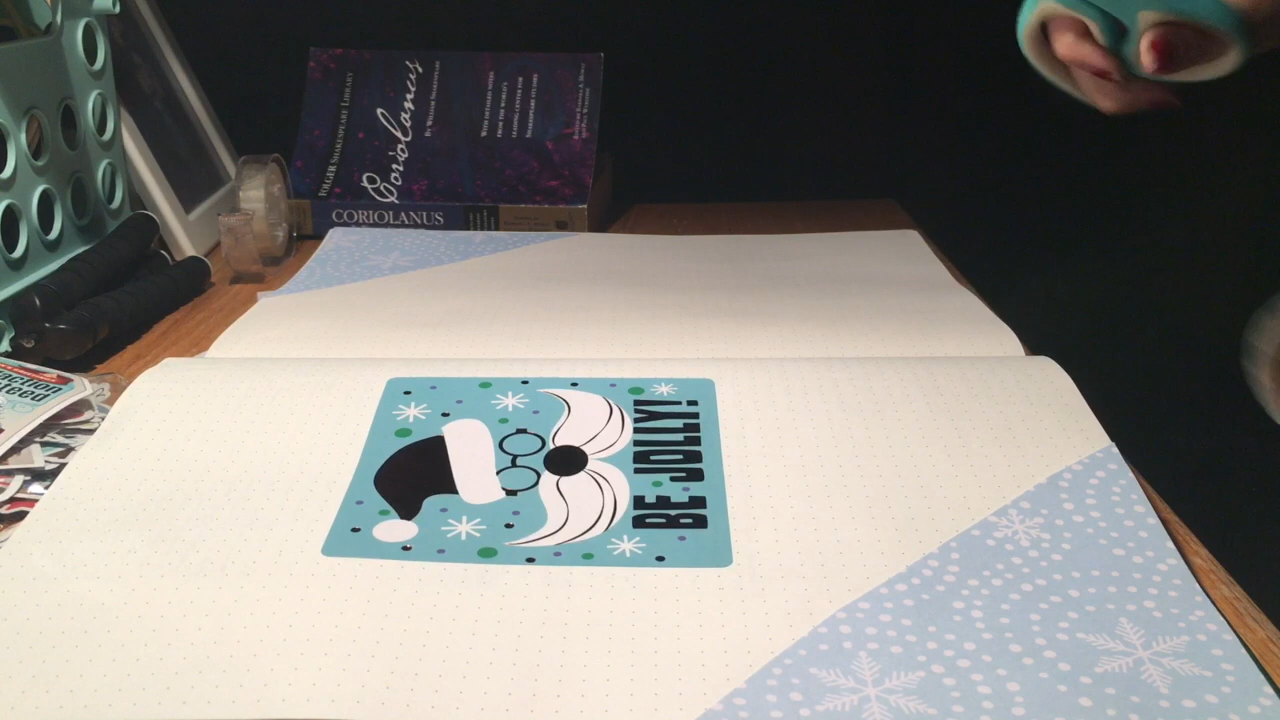 FOLGER SHAKESPEARE LIBRARY
Coriolanus
BY WILLIAM SHAKESPEARE
WITH DETAILED NOTES
FROM THE WORLD'S
LEADING CENTER FOR
SHAKESPEARE STUDIES
CORIOLANUS
BE JOLLY!